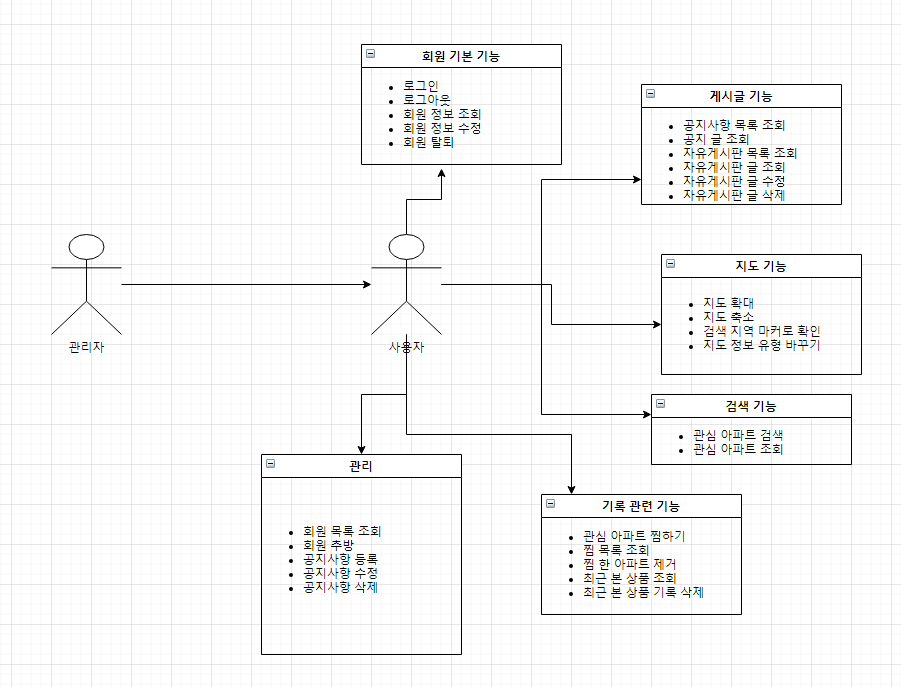 회원 기본 기능
로그인
로그아웃
회원 정보 조회
회원 정보 수정
회원 탈퇴
게시글 기능
공지사항 목록 조회
공지 글 조회
자유게시판 목록 조회
자유게시판 글 조회
자유게시판 글 수정
자유게시판 글 삭제
관리자
사용자
지도 기능
지도 확대
지도 축소
검색 지역 마커로 확인
지도 정보 유형 바꾸기
검색 기능
관심 아파트 검색
관심 아파트 조회
관리
회원 목록 조회
회원 추방
공지사항 등록
공지사항 수정
공지사항 삭제
기록 관련 기능
관심 아파트 찜하기
찜 목록 조회
찜 한 아파트 제거
최근 본 상품 조회
최근 본 상품 기록 삭제